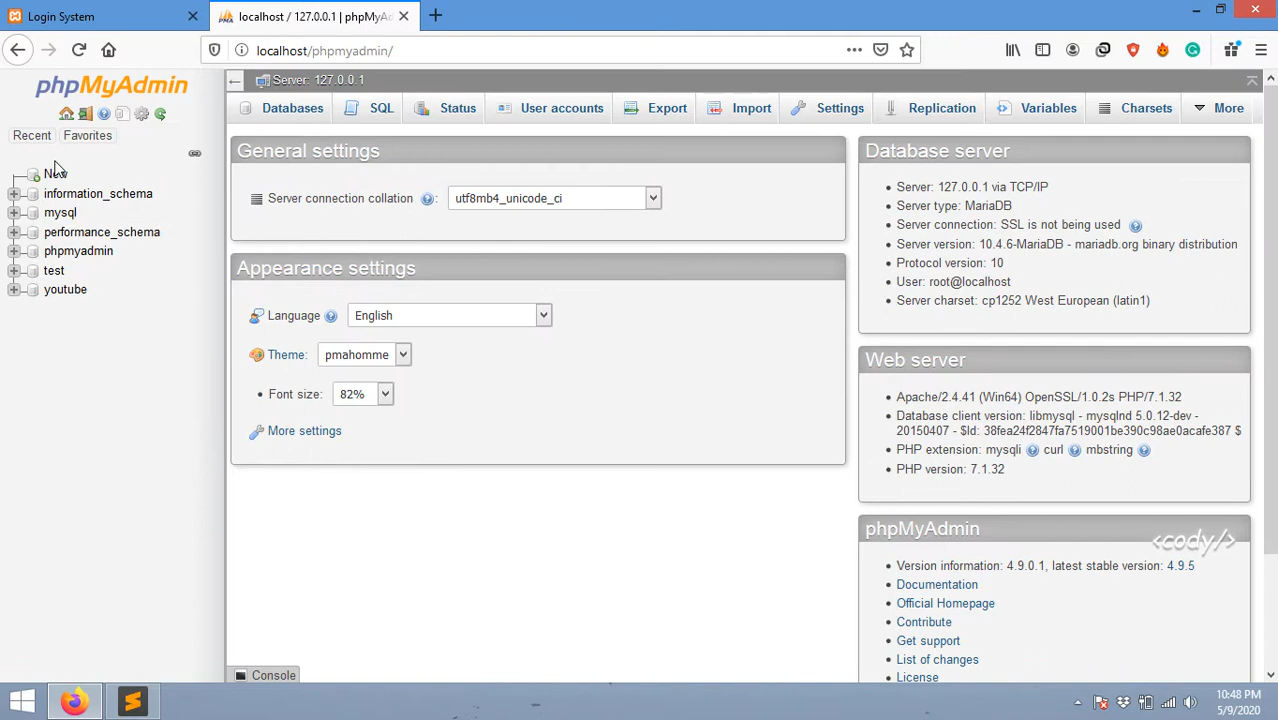 Login System
localhost / 127.0.0.1 | phpMyAd
localhost/phpmyadmin/
phpMyAdmin
Recent
Favorites
New
information_schema
mysql
performance_schema
phpmyadmin
test
youtube
Server: 127.0.0.1
Databases
SQL
Status
User accounts
Export
Import
Settings
Replication
Variables
Charsets
More
General settings
Server connection collation
utf8mb4_unicode_ci
Appearance settings
Language
English
Theme:
pmahomme
• Font size:
82%
More settings
Database server
• Server: 127.0.0.1 via TCP/IP
• Server type: MariaDB
• Server connection: SSL is not being used
• Server version: 10.4.6-MariaDB - mariadb.org binary distribution
• Protocol version: 10
• User: root@localhost
• Server charset: cp1252 West European (latin1)
Web server
• Apache/2.4.41 (Win64) OpenSSL/1.0.2s PHP/7.1.32
• Database client version: libmysql - mysqlnd 5.0.12-dev -
20150407 - $Id: 38fea24f2847fa7519001be390c98ae0acafe387 $
• PHP extension: mysqli curl mbstring
• PHP version: 7.1.32
phpMyAdmin
<cody/>
• Version information: 4.9.0.1, latest stable version: 4.9.5
• Documentation
• Official Homepage
• Contribute
• Get support
• List of changes
• License
Console
10:48 PM
5/9/2020